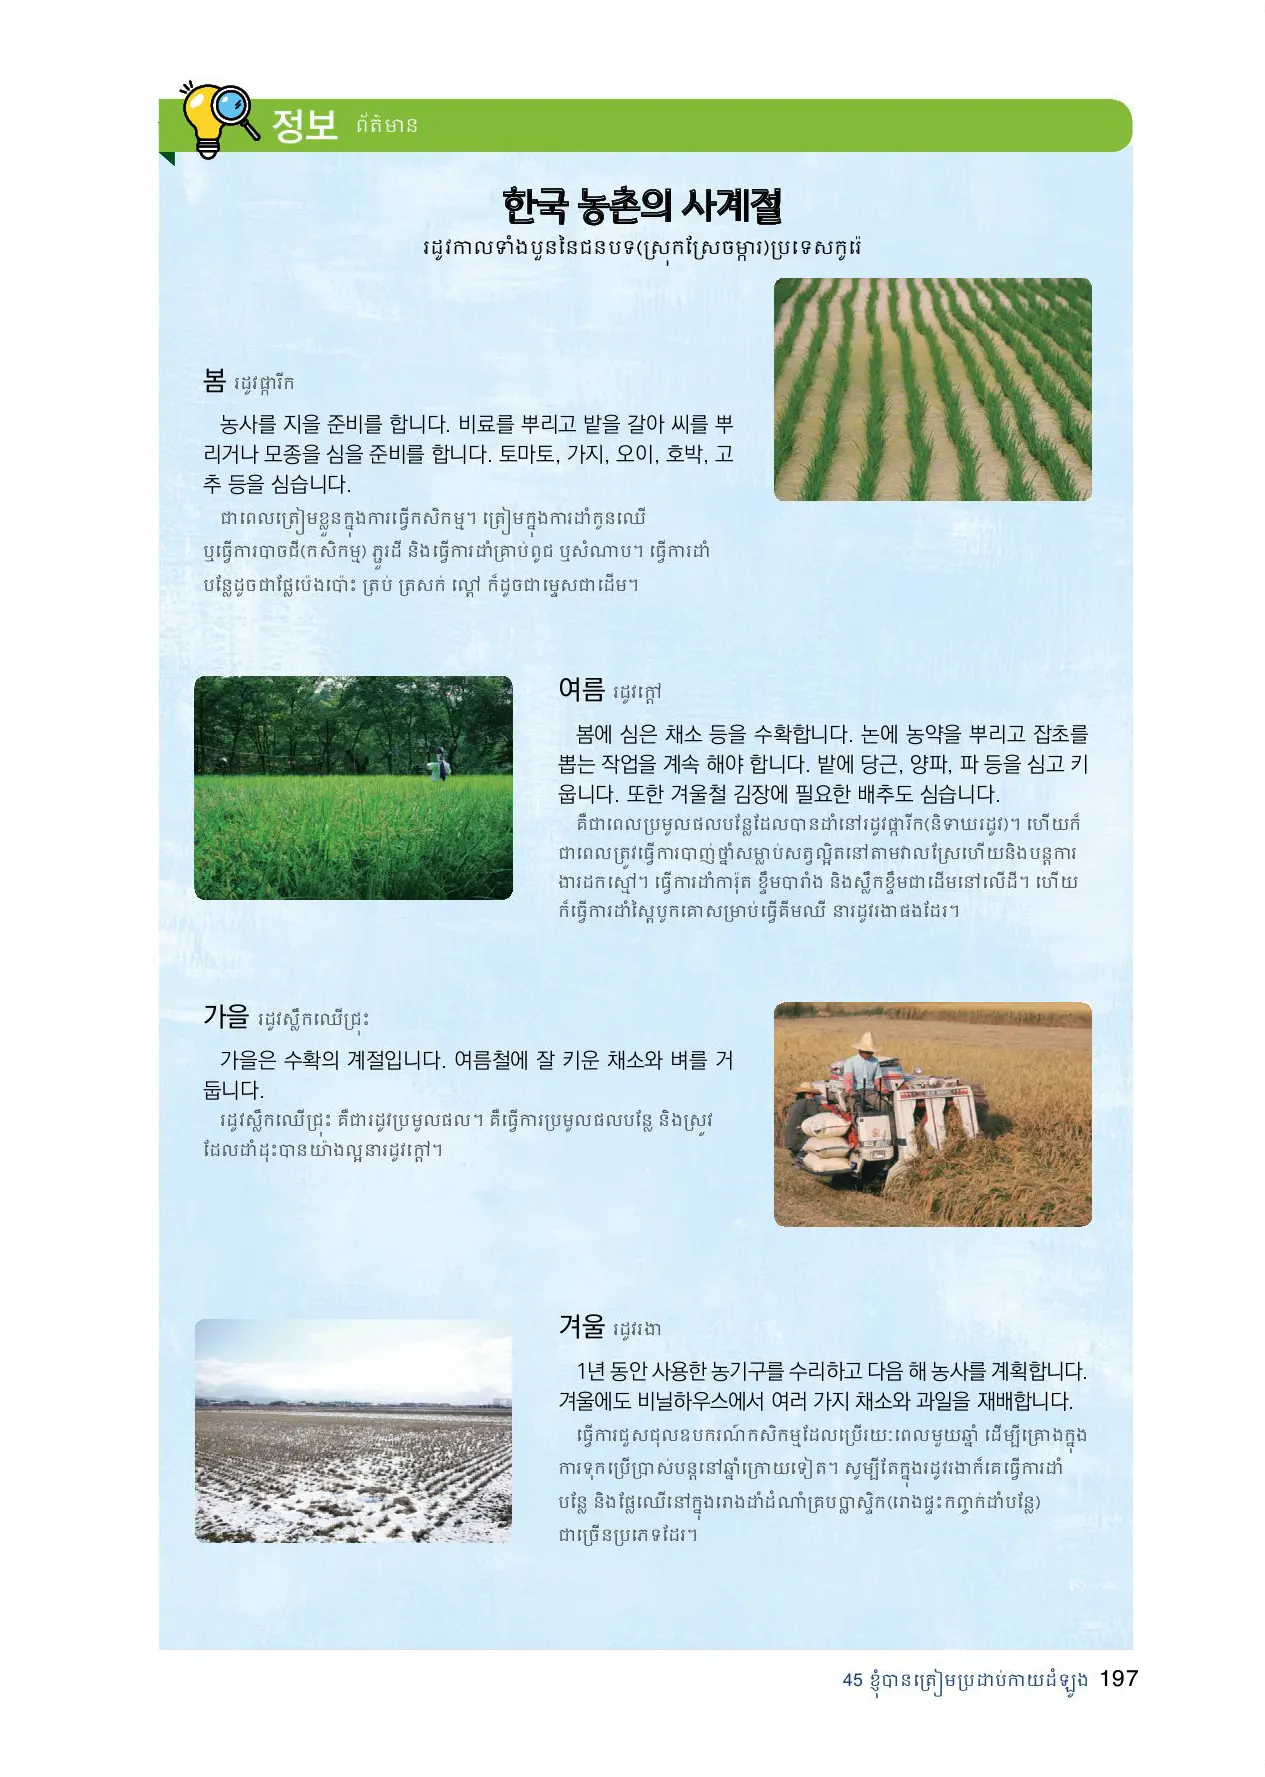 정보 ព័ត៌មាន
한국 농촌의 사계절
រដូវកាលទាំងបួននៃជនបទ(ស្រុកស្រែចម្ការ)ប្រទេសកូរ៉េ
봄 រដូវផ្ការីក
농사를 지을 준비를 합니다. 비료를 뿌리고 밭을 갈아 씨를 뿌
리거나 모종을 심을 준비를 합니다. 토마토, 가지, 오이, 호박, 고
추 등을 심습니다.
ជាពេលត្រៀមខ្លួនក្នុងការធ្វើកសិកម្ម។ ត្រៀមក្នុងការដាំកូនឈើ
ឬធ្វើការបាចជី(កសិកម្ម) ភ្ជួរដី និងធ្វើការដាំគ្រាប់ពូជ ឬសំណាប។ ធ្វើការដាំ
បន្លែដូចជាផ្លែប៉េងប៉ោះ ត្រប់ ត្រសក់ ល្ពៅ ក៏ដូចជាម្ទេសជាដើម។
여름 រដូវក្តៅ
봄에 심은 채소 등을 수확합니다. 논에 농약을 뿌리고 잡초를
뽑는 작업을 계속 해야 합니다. 밭에 당근, 양파, 파 등을 심고 키
웁니다. 또한 겨울철 김장에 필요한 배추도 심습니다.
គឺជាពេលប្រមូលផលបន្លែដែលបានដាំនៅរដូវផ្ការីក(និទាឃរដូវ)។ ហើយក៏
ជាពេលត្រូវធ្វើការបាញ់ថ្នាំសម្លាប់សត្វល្អិតនៅតាមវាលស្រែហើយនិងបន្តការ
ងារដកស្មៅ។ ធ្វើការដាំការ៉ុត ខ្ទឹមបារាំង និងស្លឹកខ្ទឹមជាដើមនៅលើដី។ ហើយ
ក៏ធ្វើការដាំស្ពៃបូកគោសម្រាប់ធ្វើគីមឈី នារដូវរងាផងដែរ។
가을 រដូវស្លឹកឈើជ្រុះ
가을은 수확의 계절입니다. 여름철에 잘 키운 채소와 벼를 거
둡니다.
រដូវស្លឹកឈើជ្រុះ គឺជារដូវប្រមូលផល។ គឺធ្វើការប្រមូលផលបន្លែ និងស្រូវ
ដែលដាំដុះបានយ៉ាងល្អនារដូវក្តៅ។
겨울 រដូវរងា
1년 동안 사용한 농기구를 수리하고 다음 해 농사를 계획합니다.
겨울에도 비닐하우스에서 여러 가지 채소와 과일을 재배합니다.
ធ្វើការជួសជុលឧបករណ៍កសិកម្មដែលប្រើរយៈពេលមួយឆ្នាំ ដើម្បីគ្រោងក្នុង
ការទុកប្រើប្រាស់បន្តនៅឆ្នាំក្រោយទៀត។ សូម្បីតែក្នុងរដូវរងាក៏គេធ្វើការដាំ
បន្លែ និងផ្លែឈើនៅក្នុងរោងដាំដំណាំគ្របប្លាស្ទិក(រោងផ្ទះកញ្ចក់ដាំបន្លែ)
ជាច្រើនប្រភេទដែរ។
45 ខ្ញុំបានត្រៀមប្រដាប់កាយដំឡូង 197